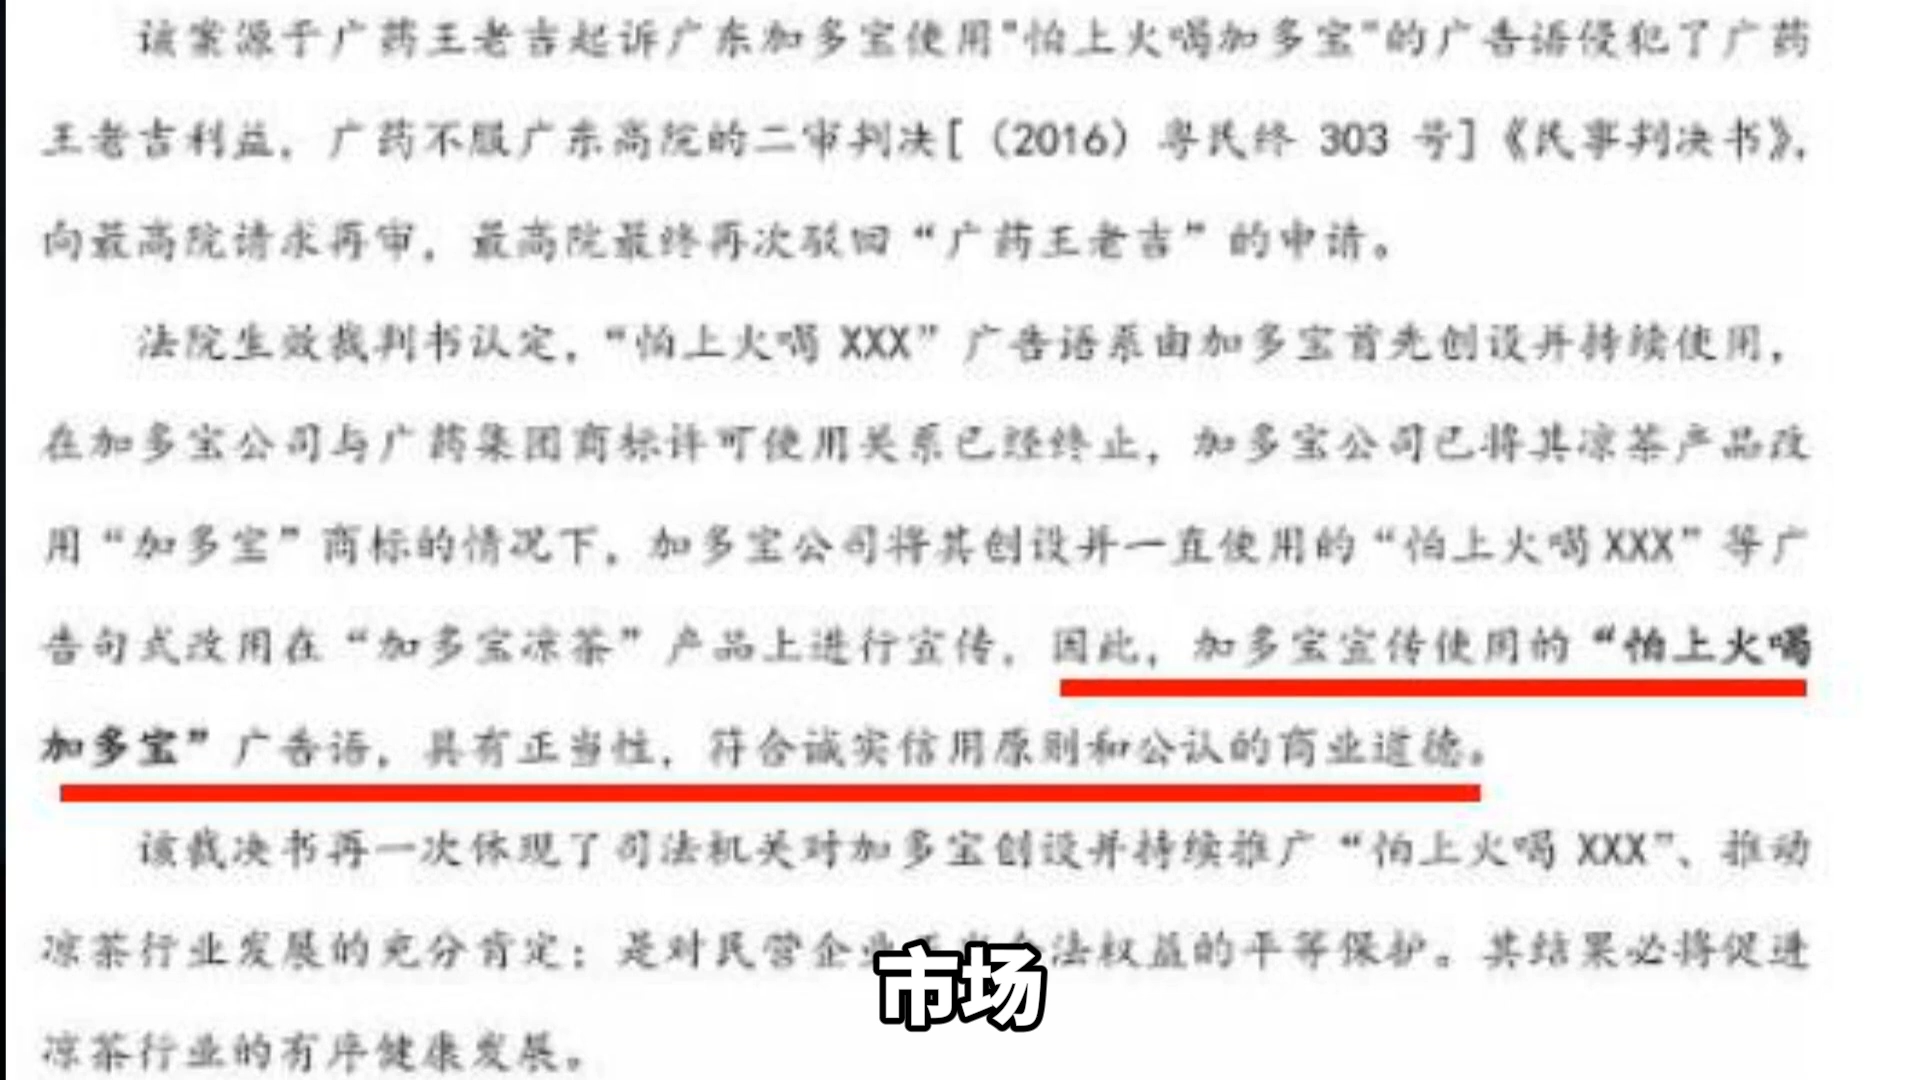 该案源于广药王老吉起诉广东加多宝使用"怕上火喝加多宝"的广告语侵犯了广药
王老吉利益，广药不服广东高院的二审判决[（2016）粤民终 303 号]《民事判决书》，
向最高院请求再审，最高院最终再次驳回“广药王老吉”的申请。
法院生效裁判书认定，“怕上火喝 XXX”广告语系由加多宝首先创设并持续使用，
在加多宝公司与广药集团商标许可使用关系已经终止，加多宝公司已将其凉茶产品改
用“加多宝”商标的情况下，加多宝公司将其创设并一直使用的“怕上火喝 XXX”等广
告句式改用在“加多宝凉茶”产品上进行宣传，因此，加多宝宣传使用的“怕上火喝
加多宝”广告语，具有正当性，符合诚实信用原则和公认的商业道德。
该裁决书再一次体现了司法机关对加多宝创设并持续推广“怕上火喝 XXX”、推动
凉茶行业发展的充分肯定；是对民营企业 法权益的平等保护。其结果必将促进
凉茶行业的有序健康发展。
市场